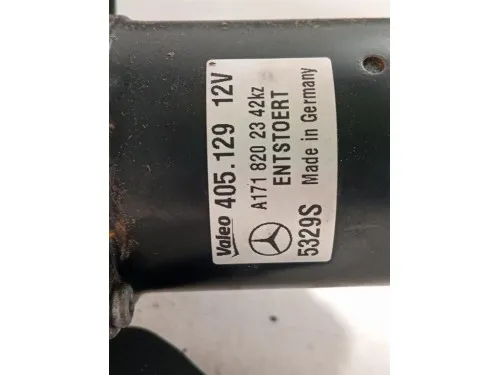 Valeo 405.129 12V
A171 820 23 42kz
ENTSTOERT
5329S Made in Germany